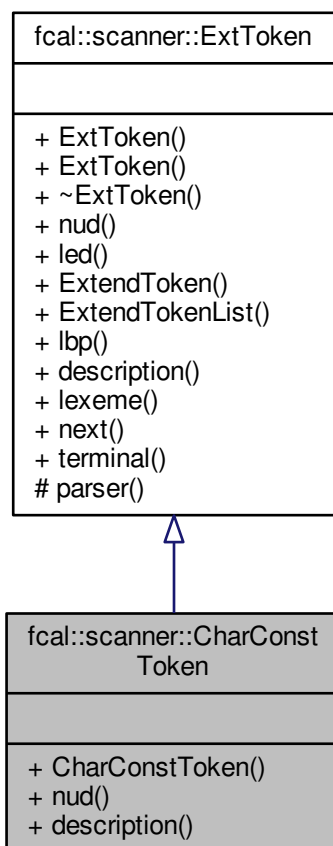 fcal::scanner::ExtToken
+ ExtToken()
+ ExtToken()
+ ~ExtToken()
+ nud()
+ led()
+ ExtendToken()
+ ExtendTokenList()
+ lbp()
+ description()
+ lexeme()
+ next()
+ terminal()
# parser()
fcal::scanner::CharConst
Token
+ CharConstToken()
+ nud()
+ description()